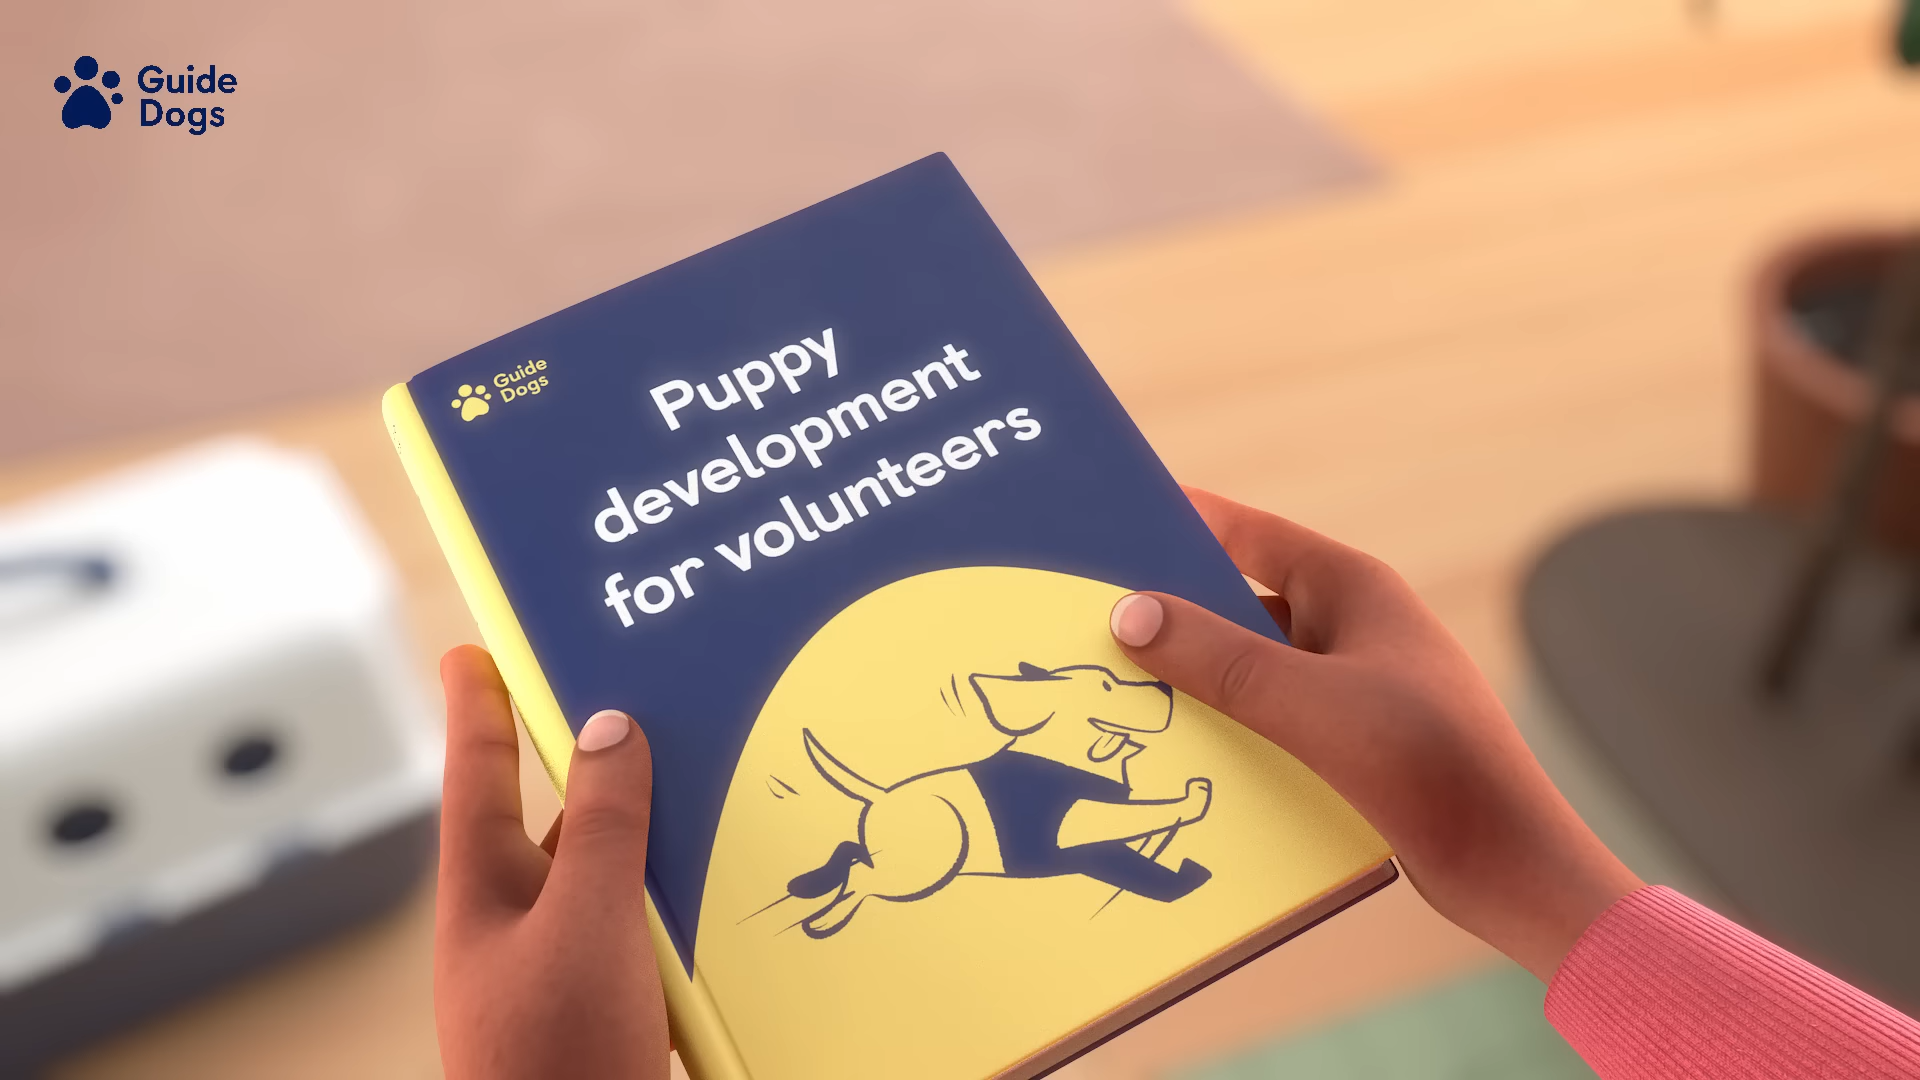 Guide
Dogs
Guide
Dogs
Puppy
development
for volunteers